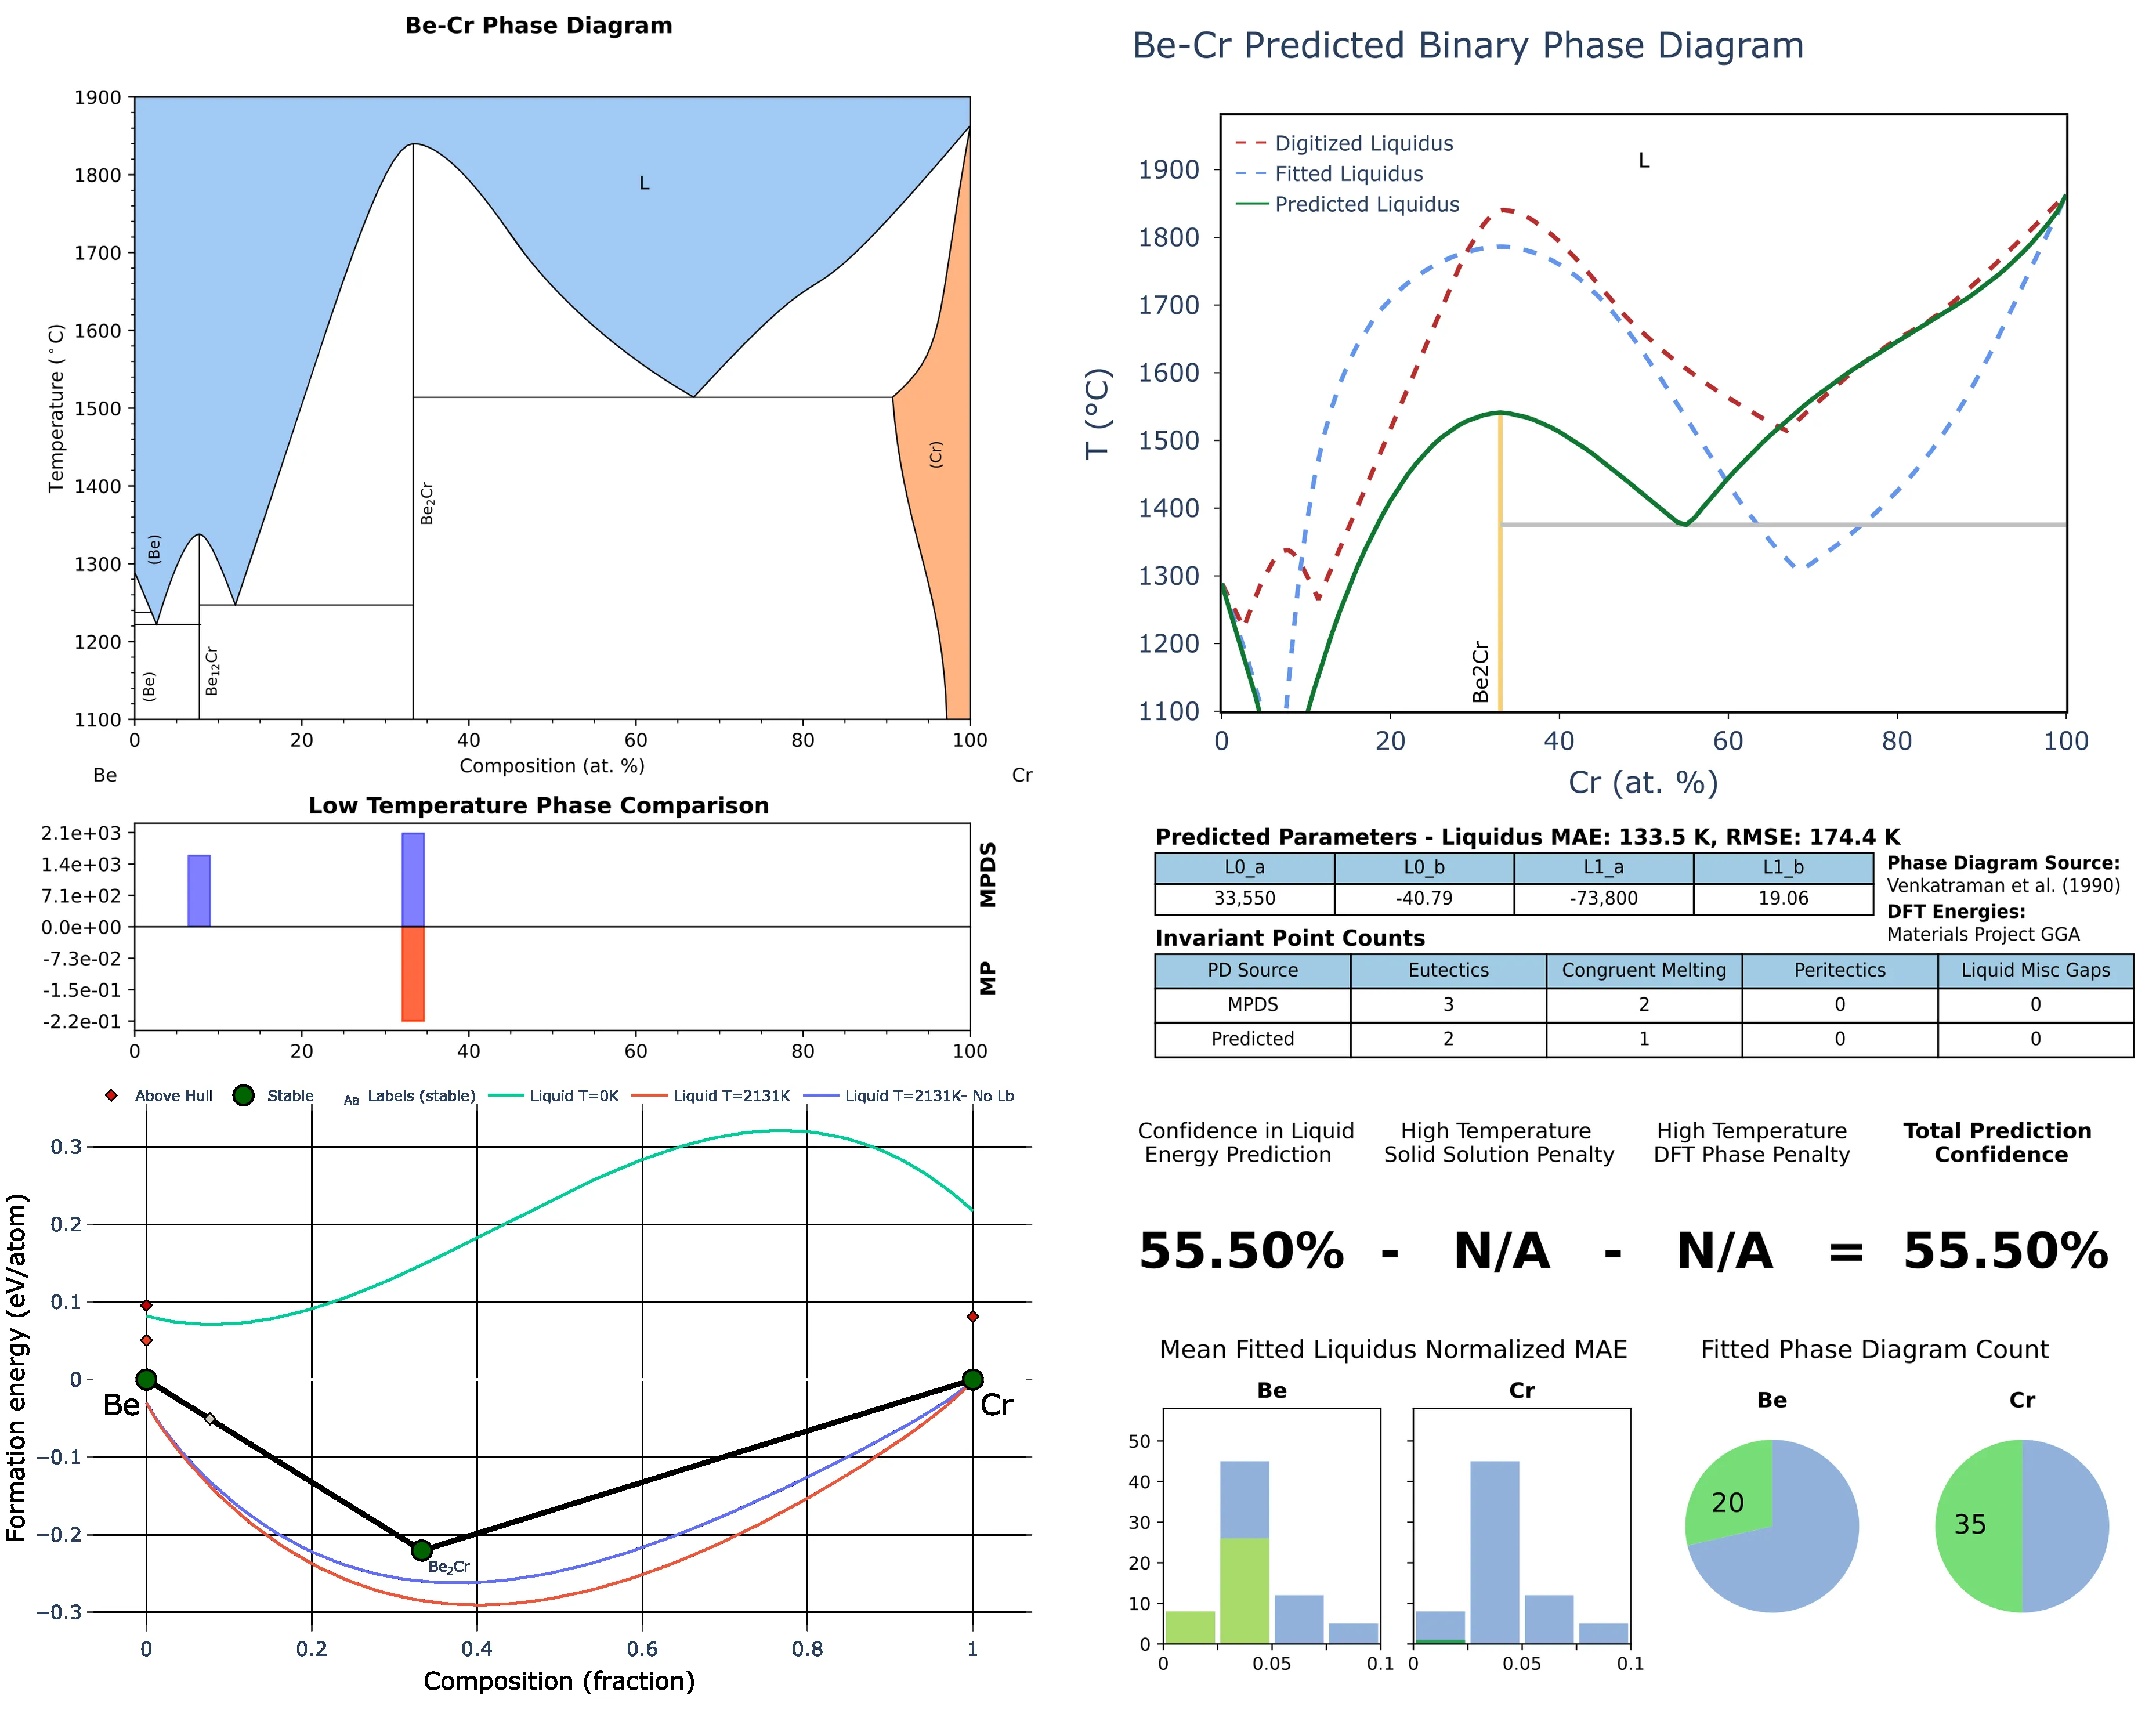 Be-Cr Phase Diagram
1900
1800
1700
1600
1500
1400
1300
1200
1100
Temperature (°C)
L
(Be)
(Be)
Be12Cr
Be2Cr
(Cr)
0 20 40 60 80 100
Composition (at. %)
Be Cr
Be-Cr Predicted Binary Phase Diagram
Digitized Liquidus
Fitted Liquidus
Predicted Liquidus
L
1900
1800
1700
1600
1500
1400
1300
1200
1100
T (°C)
Be2Cr
0 20 40 60 80 100
Cr (at. %)
Low Temperature Phase Comparison
2.1e+03
1.4e+03
7.1e+02
0.0e+00
-7.3e-02
-1.5e-01
-2.2e-01
MPDS
MP
0 20 40 60 80 100
Predicted Parameters - Liquidus MAE: 133.5 K, RMSE: 174.4 K
L0_a L0_b L1_a L1_b
33,550 -40.79 -73,800 19.06
Phase Diagram Source:
Venkatraman et al. (1990)
DFT Energies:
Materials Project GGA
Invariant Point Counts
PD Source Eutectics Congruent Melting Peritectics Liquid Misc Gaps
MPDS 3 2 0 0
Predicted 2 1 0 0
Above Hull Stable Aa Labels (stable) Liquid T=0K Liquid T=2131K Liquid T=2131K- No Lb
0.3
0.2
0.1
0
−0.1
−0.2
−0.3
Formation energy (eV/atom)
Be
Cr
Be2Cr
0 0.2 0.4 0.6 0.8 1
Composition (fraction)
Confidence in Liquid
Energy Prediction
High Temperature
Solid Solution Penalty
High Temperature
DFT Phase Penalty
Total Prediction
Confidence
55.50% - N/A - N/A = 55.50%
Mean Fitted Liquidus Normalized MAE
Be Cr
50
40
30
20
10
0
0 0.05 0.1 0 0.05 0.1
Fitted Phase Diagram Count
Be Cr
20 35